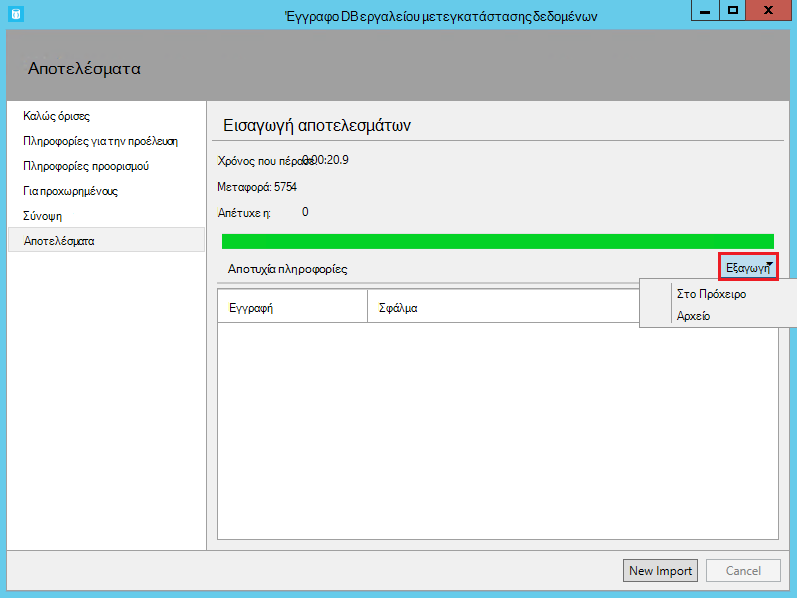 Έγγραφο DB εργαλείου μετεγκατάστασης δεδομένων
Αποτελέσματα
Καλώς όρισες
Πληροφορίες για την προέλευση
Πληροφορίες προορισμού
Για προχωρημένους
Σύνοψη
Αποτελέσματα
Εισαγωγή αποτελεσμάτων
Χρόνος που πέρασε: 0:00:20.9
Μεταφορά: 5754
Απέτυχε η: 0
Αποτυχία πληροφορίες
Εξαγωγή
Στο Πρόχειρο
Αρχείο
Εγγραφή Σφάλμα
New Import Cancel